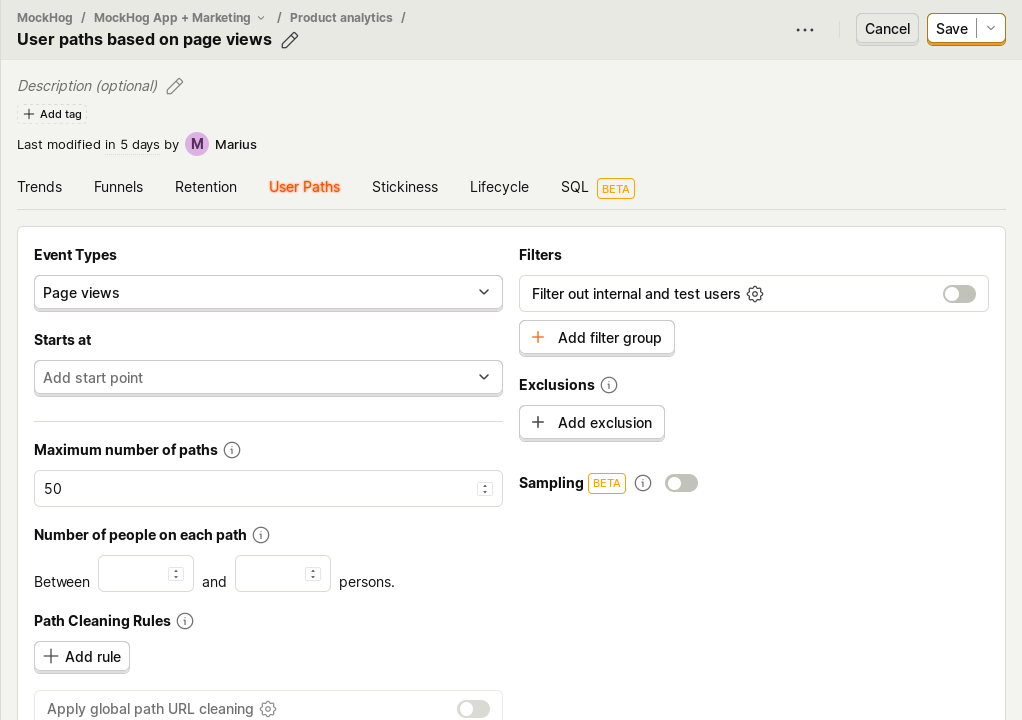 MockHog / MockHog App + Marketing / Product analytics /
User paths based on page views
Cancel
Save
Description (optional)
Add tag
Last modified in 5 days by M Marius
Trends Funnels Retention User Paths Stickiness Lifecycle SQL BETA
Event Types
Page views
Starts at
Add start point
Maximum number of paths
50
Number of people on each path
Between and persons.
Path Cleaning Rules
Add rule
Apply global path URL cleaning
Filters
Filter out internal and test users
Add filter group
Exclusions
Add exclusion
Sampling BETA